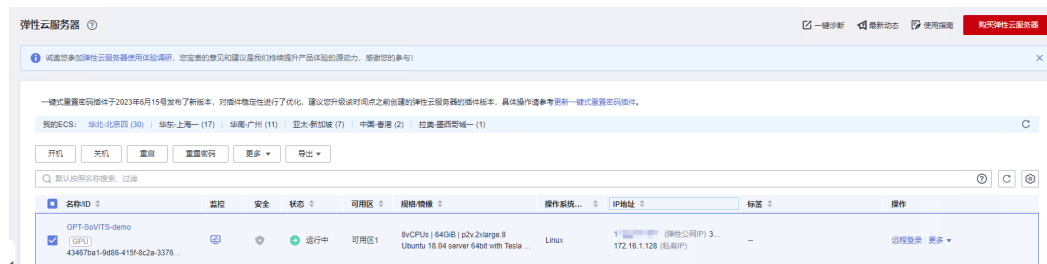 弹性云服务器
一键诊断 最新动态 使用指南 购买弹性云服务器
诚邀您参加弹性云服务器使用体验调研，您宝贵的意见和建议是我们持续提升产品体验的源动力，感谢您的参与！
一键式重置密码插件于2023年6月15号发布了新版本，对插件稳定性进行了优化，建议您升级该时间点之前创建的弹性云服务器的插件版本，具体操作请参考更新一键式重置密码插件。
我的ECS： 华北-北京四 (30) 华东-上海一 (17) 华南-广州 (11) 亚太-新加坡 (7) 中国-香港 (2) 拉美-墨西哥城一 (1)
开机 关机 重启 重置密码 更多 导出
默认按照名称搜索、过滤
名称/ID 监控 安全 状态 可用区 规格/镜像 操作系统... IP地址 标签 操作
GPT-SoVITS-demo
GPU
43467ba1-9d86-415f-8c2a-3376...
运行中
可用区1
8vCPUs | 64GiB | p2v.2xlarge.8
Ubuntu 18.04 server 64bit with Tesla ...
Linux
1 (弹性公网IP) 3...
172.16.1.128 (私有IP)
--
远程登录 更多